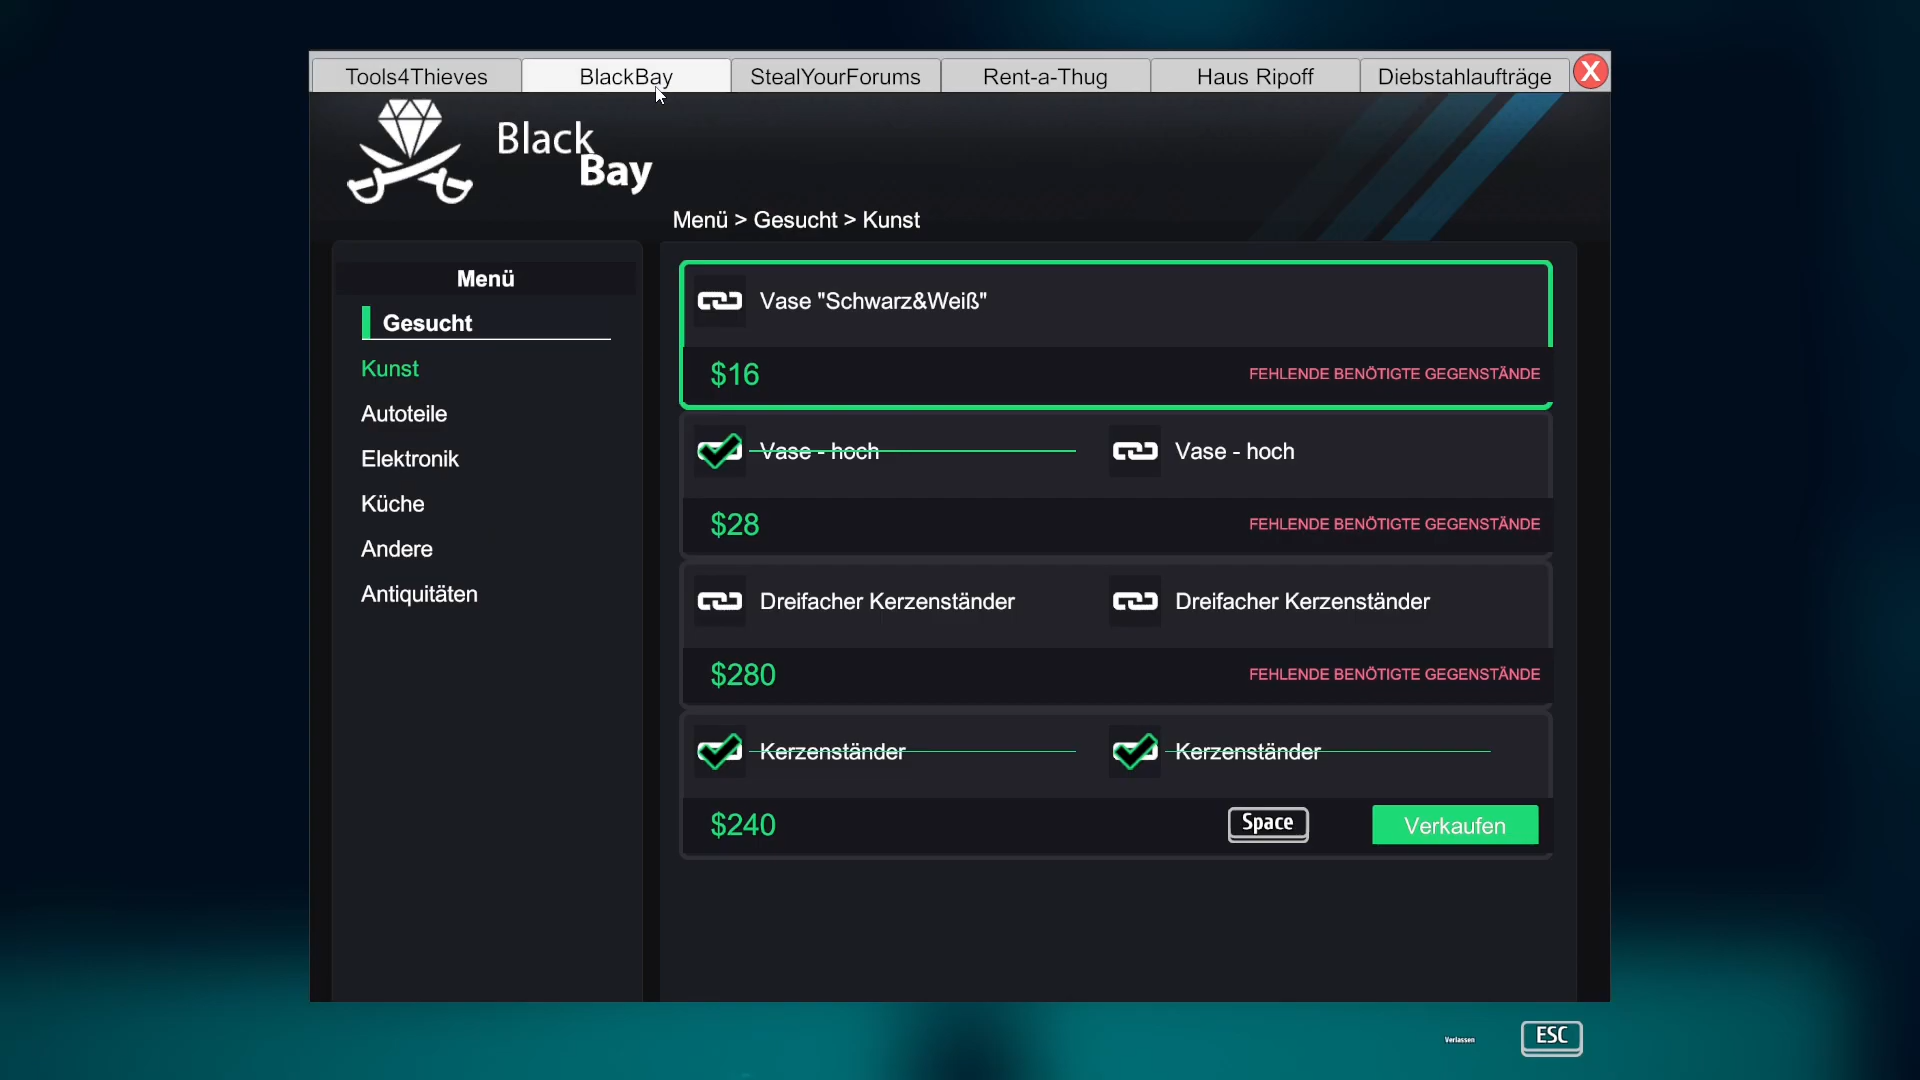 Tools4Thieves BlackBay StealYourForums Rent-a-Thug Haus Ripoff Diebstahlaufträge X
Black
Bay
Menü > Gesucht > Kunst
Menü
Gesucht
Kunst
Autoteile
Elektronik
Küche
Andere
Antiquitäten
Vase "Schwarz&Weiß"
$16 FEHLENDE BENÖTIGTE GEGENSTÄNDE
Vase - hoch Vase - hoch
$28 FEHLENDE BENÖTIGTE GEGENSTÄNDE
Dreifacher Kerzenständer Dreifacher Kerzenständer
$280 FEHLENDE BENÖTIGTE GEGENSTÄNDE
Kerzenständer Kerzenständer
$240 Space Verkaufen
Verlassen ESC